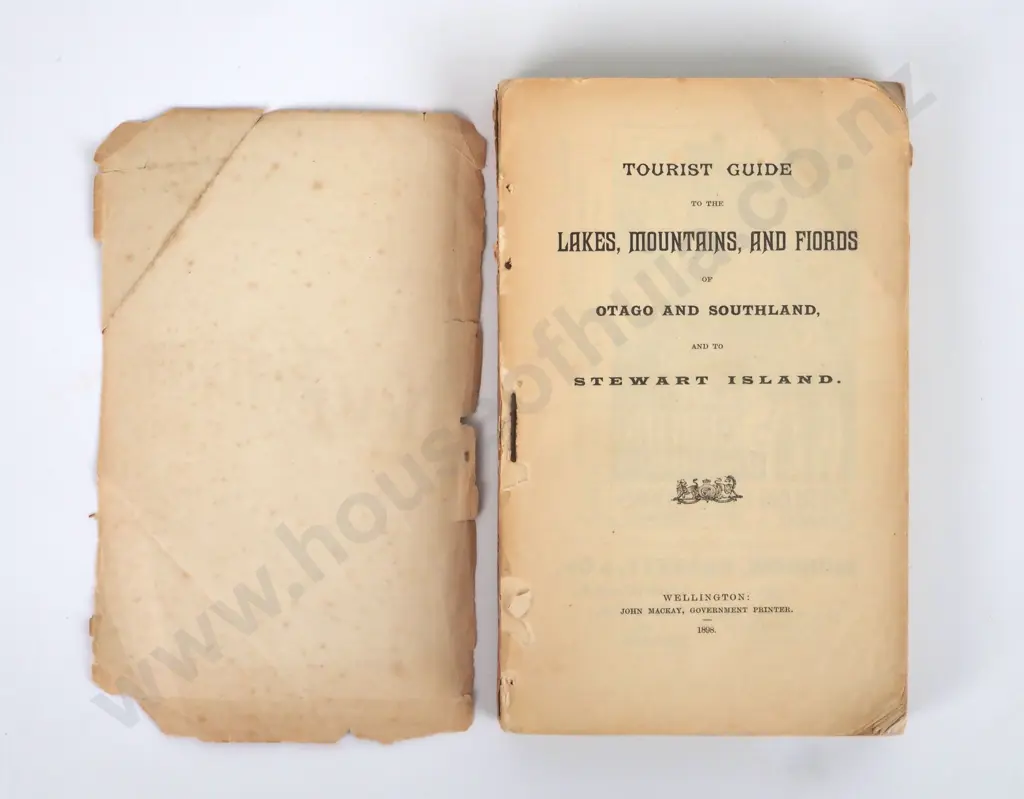 TOURIST GUIDE
TO THE
LAKES, MOUNTAINS, AND FIORDS
OF
OTAGO AND SOUTHLAND,
AND TO
STEWART ISLAND.
WELLINGTON:
JOHN MACKAY, GOVERNMENT PRINTER.
1898.
www.houseofhulia.co.nz